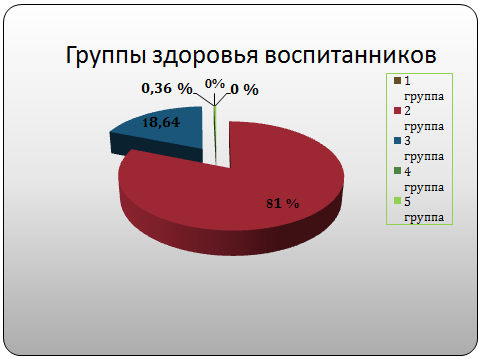 Группы здоровья воспитанников
0,36 %
0%
0 %
18,64
81 %
1
группа
2
группа
3
группа
4
группа
5
группа